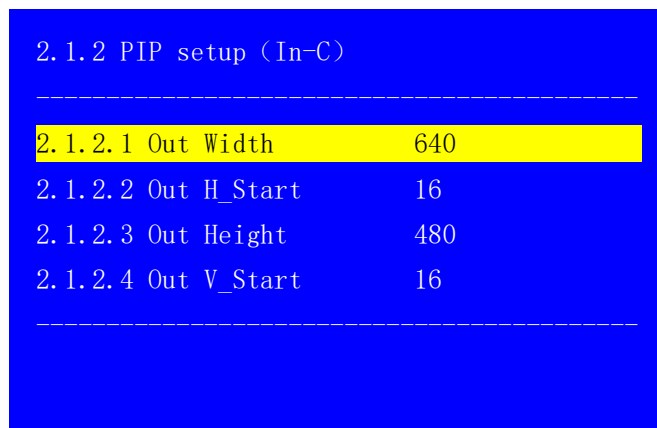 2.1.2 PIP setup（In-C）
-------------------------------------------
2.1.2.1 Out Width 640
2.1.2.2 Out H_Start 16
2.1.2.3 Out Height 480
2.1.2.4 Out V_Start 16
-------------------------------------------